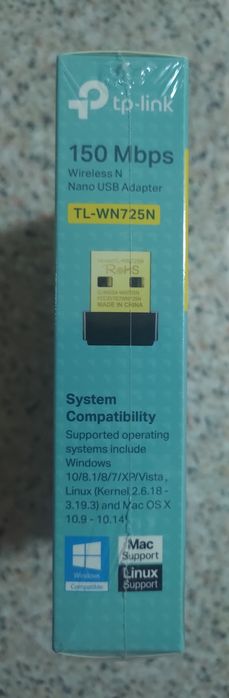 tp-link
150 Mbps
Wireless N
Nano USB Adapter
TL-WN725N
RoHS
MADE IN CHINA
System
Compatibility
Supported operating
systems include
Windows
10/8.1/8/7/XP/Vista,
Linux (Kernel 2.6.18 -
3.19.3) and Mac OS X
10.9 - 10.14
Windows
Compatible
Mac
Support
Linux
Support